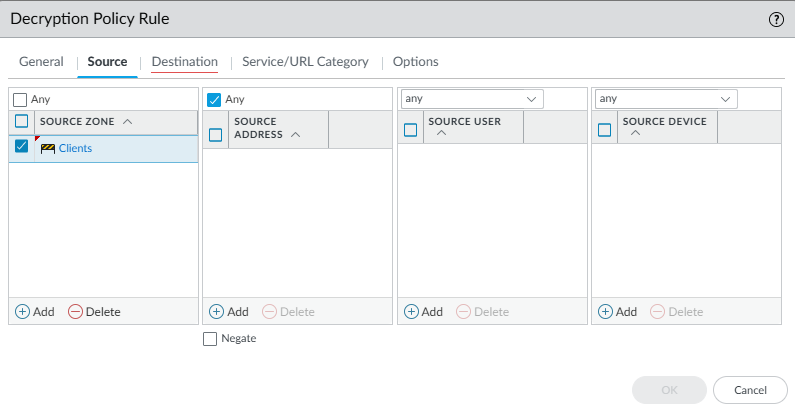 Decryption Policy Rule
General
Source
Destination
Service/URL Category
Options
Any
SOURCE ZONE
Clients
Add
Delete
Any
SOURCE
ADDRESS
Add
Delete
Negate
any
SOURCE USER
Add
Delete
any
SOURCE DEVICE
Add
Delete
OK
Cancel